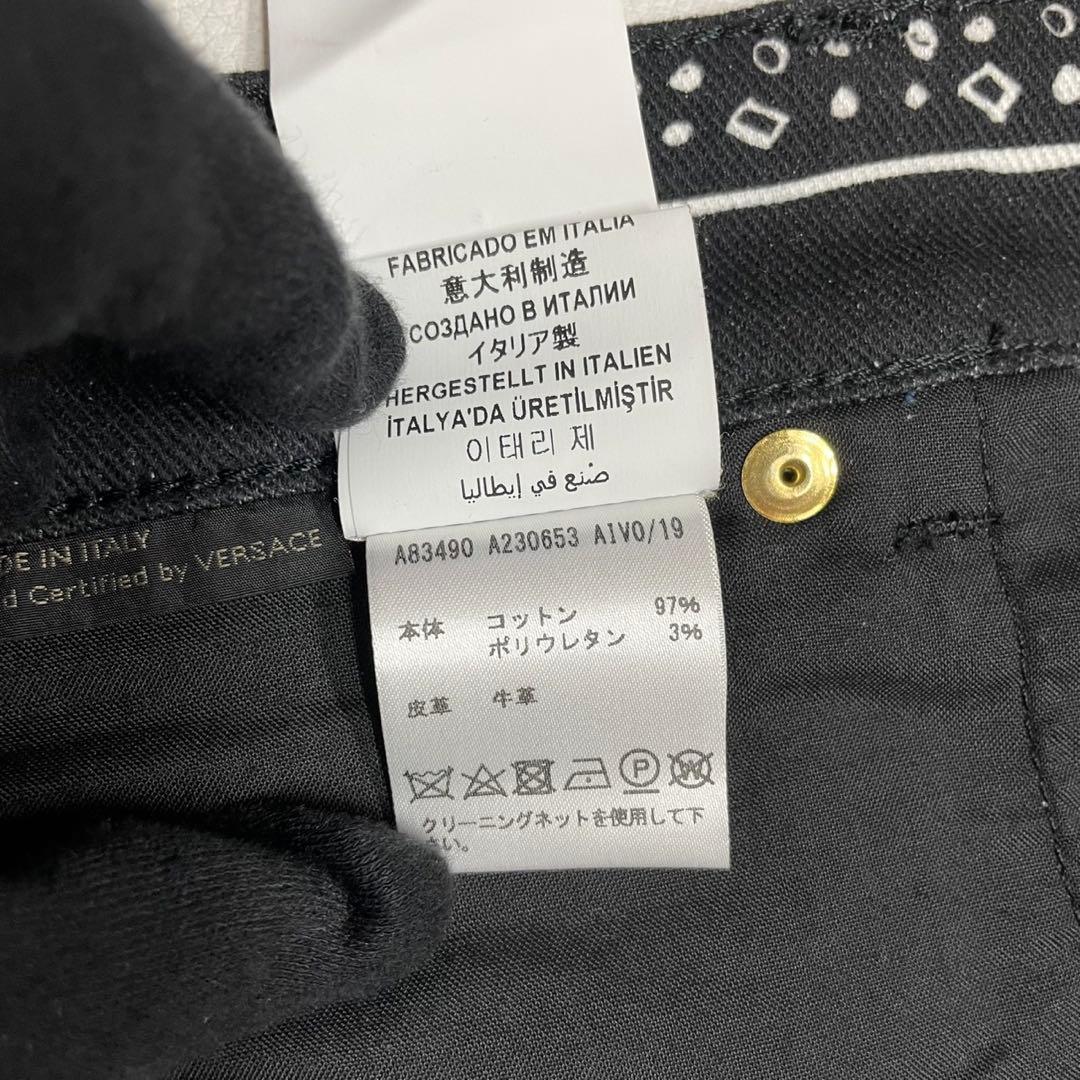 FABRICADO EM ITALIA
意大利制造
СОЗДАНО В ИТАЛИИ
イタリア製
HERGESTELLT IN ITALIEN
İTALYA'DA ÜRETİLMİŞTİR
이태리 제
صُنع في إيطاليا
DE IN ITALY
d Certified by VERSACE
A83490 A230653 AIVO/19
本体 コットン 97%
ポリウレタン 3%
皮革 牛革
P W
クリーニングネットを使用して下
さい。